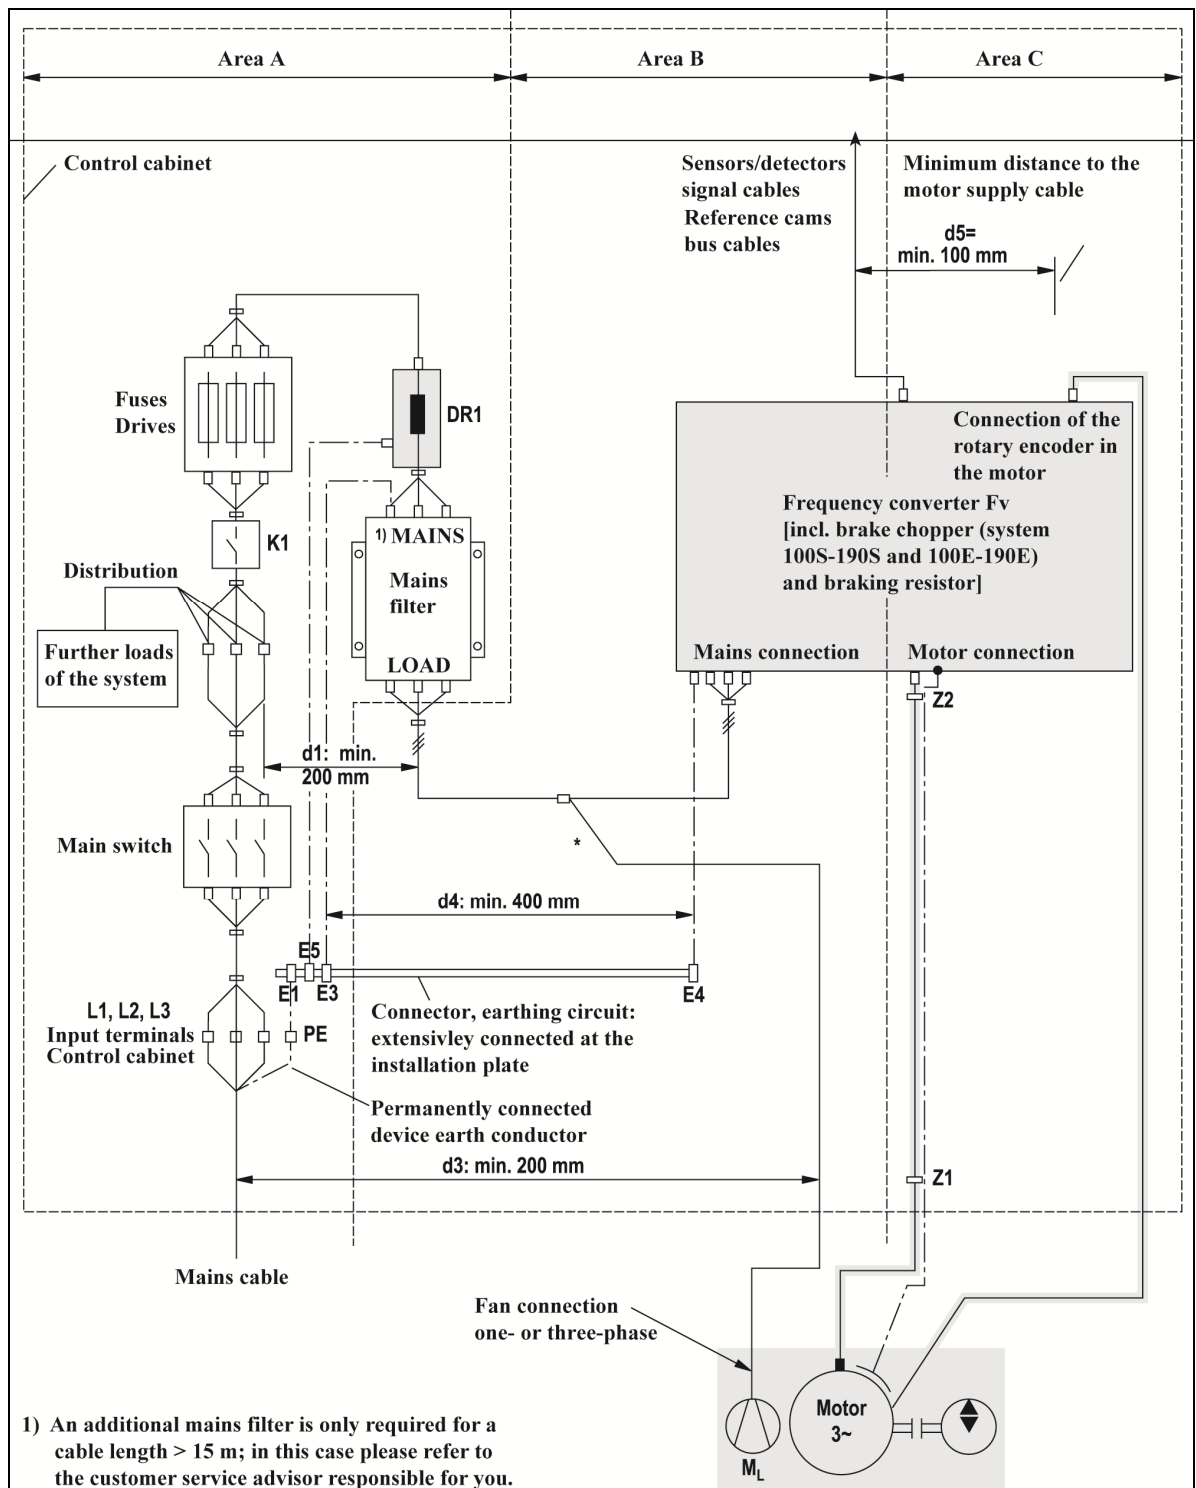 Area A
Area B
Area C
Control cabinet
Sensors/detectors
signal cables
Reference cams
bus cables
Minimum distance to the
motor supply cable
d5=
min. 100 mm
Fuses
Drives
DR1
Connection of the
rotary encoder in
the motor
Frequency converter Fv
[incl. brake chopper (system
100S-190S and 100E-190E)
and braking resistor]
K1
1) MAINS
Mains
filter
LOAD
Distribution
Further loads
of the system
Mains connection
Motor connection
Z2
d1: min.
200 mm
Main switch
*
d4: min. 400 mm
E5
E1
E3
E4
L1, L2, L3
Input terminals
Control cabinet
PE
Connector, earthing circuit:
extensivley connected at the
installation plate
Permanently connected
device earth conductor
d3: min. 200 mm
Z1
Mains cable
Fan connection
one- or three-phase
Motor
3~
ML
1) An additional mains filter is only required for a
cable length > 15 m; in this case please refer to
the customer service advisor responsible for you.